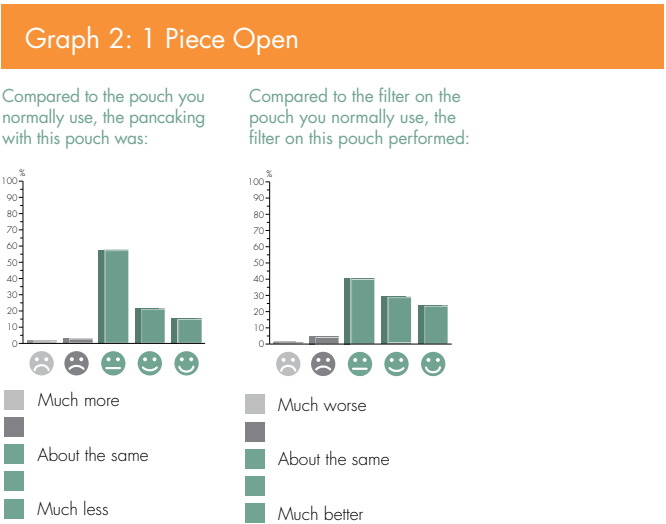 Graph 2: 1 Piece Open
Compared to the pouch you
normally use, the pancaking
with this pouch was:
%
100
90
80
70
60
50
40
30
20
10
0
Much more
About the same
Much less
Compared to the filter on the
pouch you normally use, the
filter on this pouch performed:
%
100
90
80
70
60
50
40
30
20
10
0
Much worse
About the same
Much better